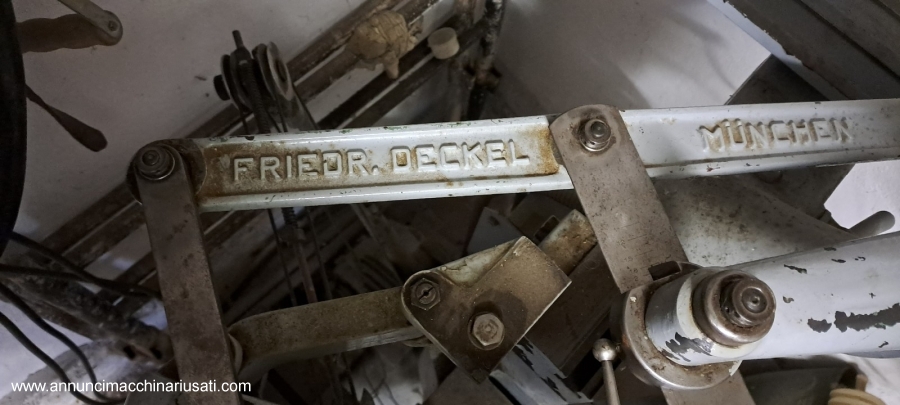 FRIEDR. DECKEL MÜNCHEN
www.annuncimacchinariusati.com